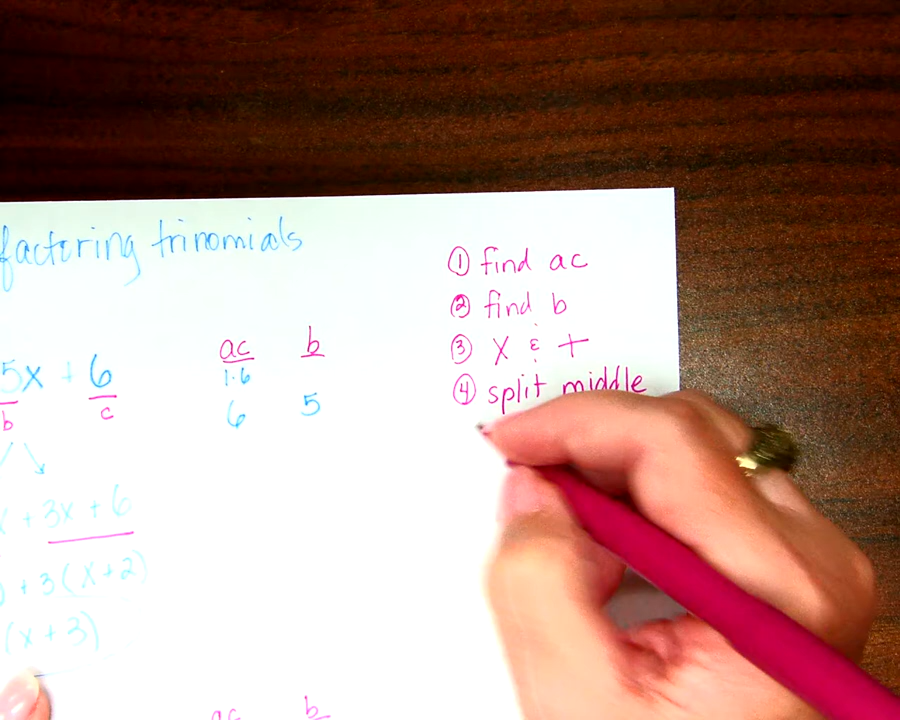 factoring trinomials
① find ac
② find b
③ X & +
④ split middle
5x + 6
b c
ac b
1·6
6 5
x + 3x + 6
) + 3(x+2)
(x + 3)
ac b